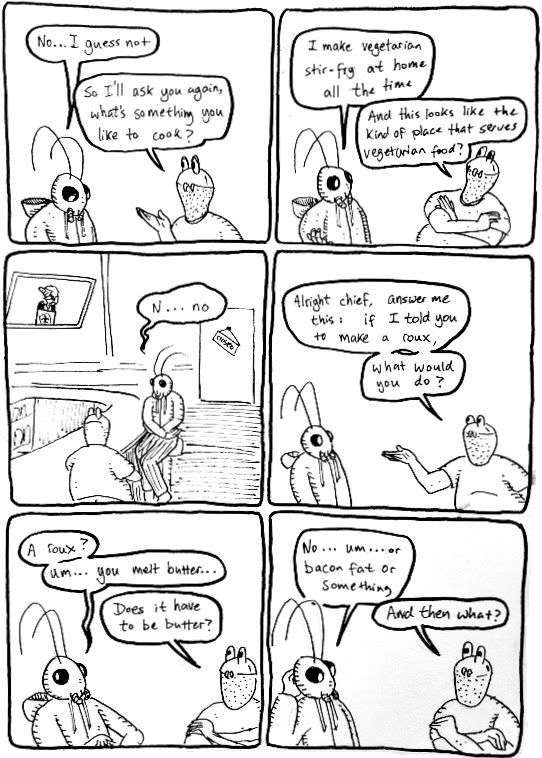 No... I guess not
So I'll ask you again,
what's something you
like to cook?
I make vegetarian
stir-fry at home
all the time
And this looks like the
kind of place that serves
vegetarian food?
N... no
CLOSED
Alright chief, answer me
this: if I told you
to make a roux,
what would
you do?
A roux?
um... you melt butter...
Does it have
to be butter?
No... um... or
bacon fat or
something
And then what?